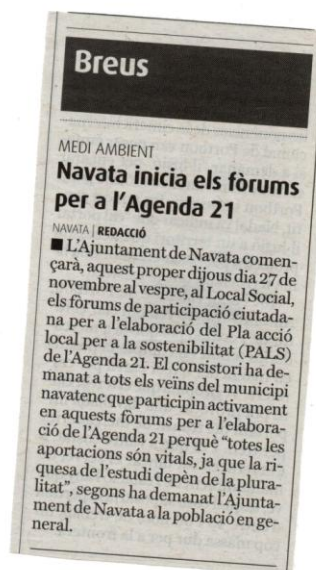 Breus
MEDI AMBIENT
Navata inicia els fòrums
per a l'Agenda 21
NAVATA | REDACCIÓ
■ L'Ajuntament de Navata comen-
çarà, aquest proper dijous dia 27 de
novembre al vespre, al Local Social,
els fòrums de participació ciutada-
na per a l'elaboració del Pla acció
local per a la sostenibilitat (PALS)
de l'Agenda 21. El consistori ha de-
manat a tots els veïns del municipi
navatenc que participin activament
en aquests fòrums per a l'elabora-
ció de l'Agenda 21 perquè "totes les
aportacions són vitals, ja que la ri-
quesa de l'estudi depèn de la plura-
litat", segons ha demanat l'Ajunta-
ment de Navata a la població en ge-
neral.